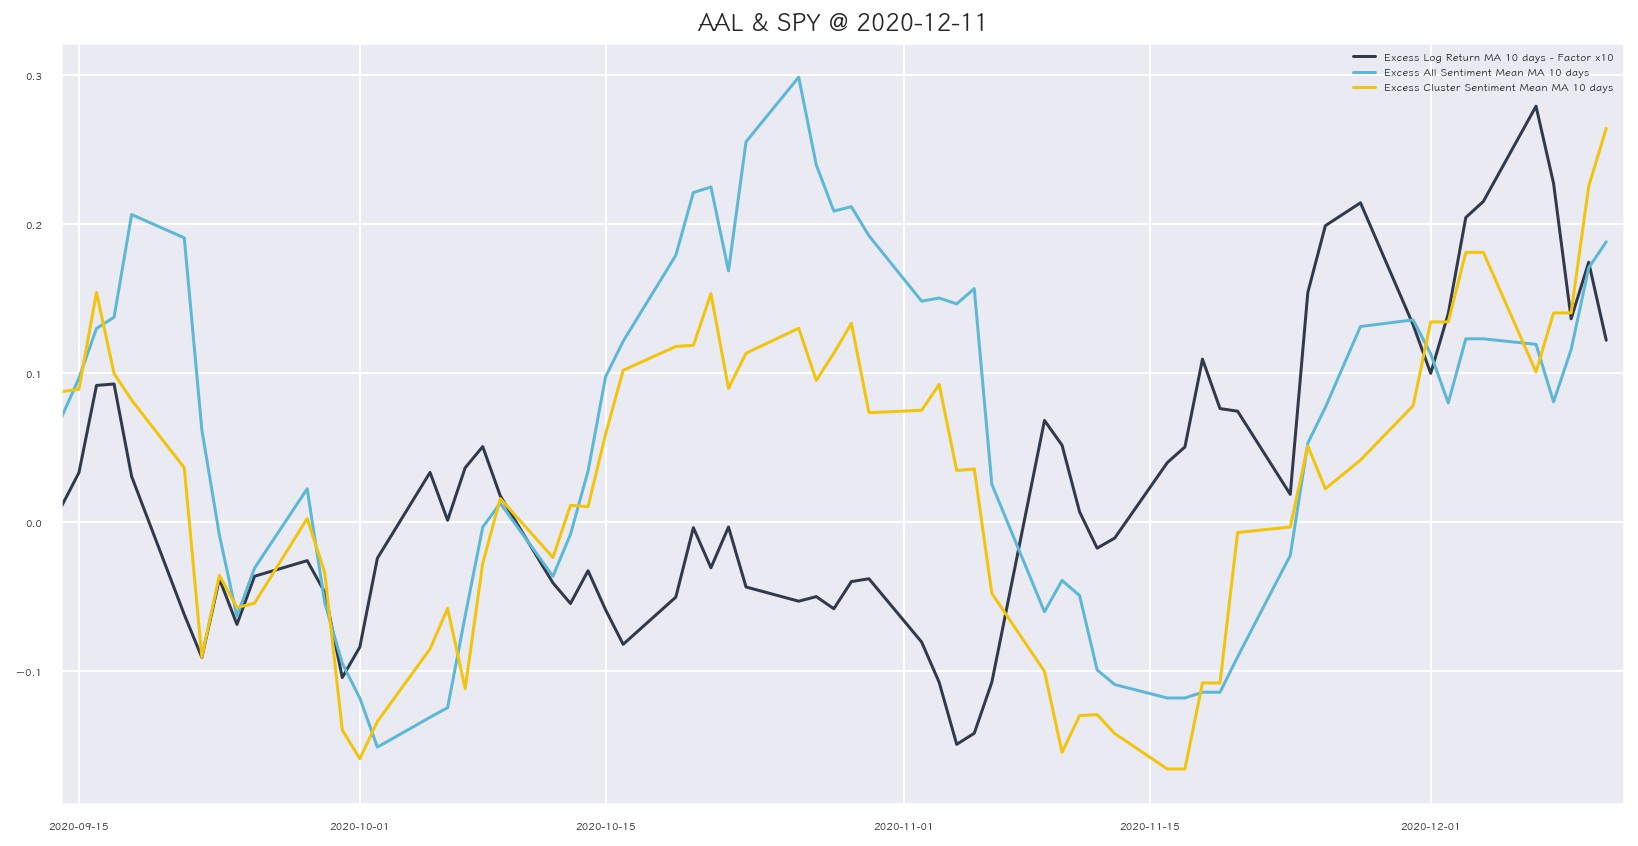 AAL & SPY @ 2020-12-11
Excess Log Return MA 10 days - Factor x10
Excess All Sentiment Mean MA 10 days
Excess Cluster Sentiment Mean MA 10 days
0.3
0.2
0.1
0.0
−0.1
2020-09-15 2020-10-01 2020-10-15 2020-11-01 2020-11-15 2020-12-01